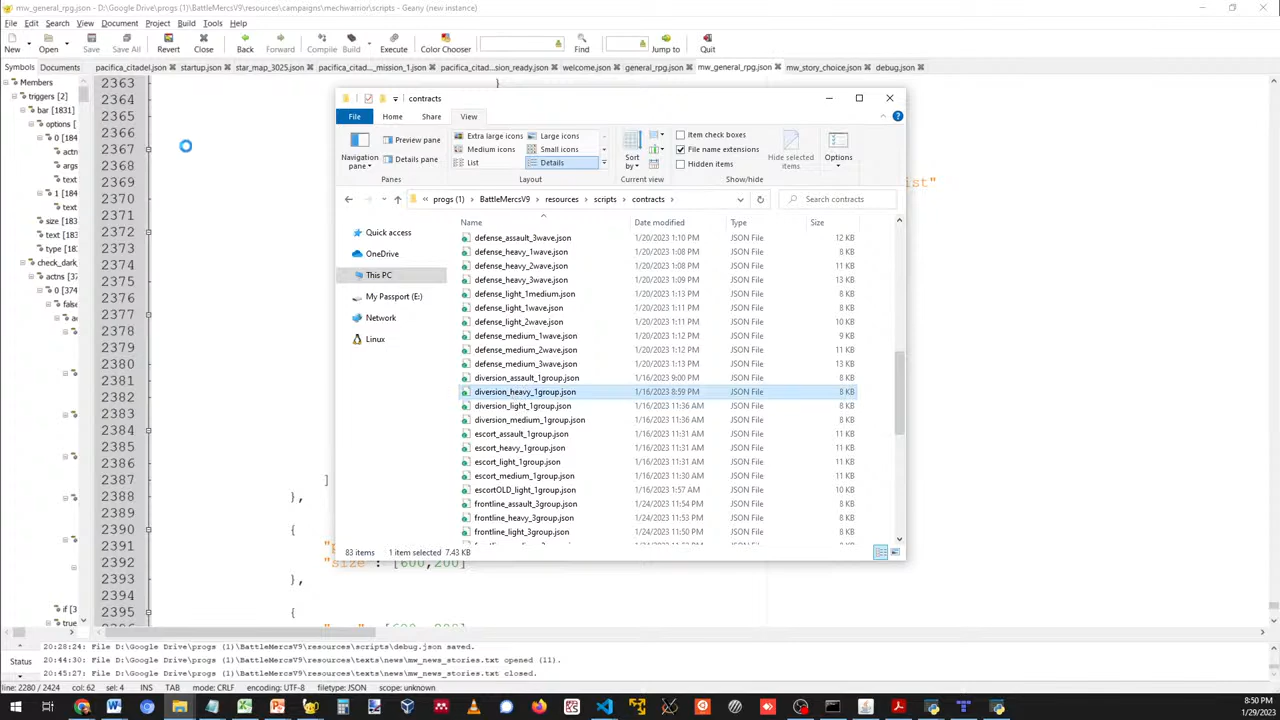 mw_general_rpg.json - D:\Google Drive\progs (1)\BattleMercsV9\resources\campaigns\mechwarrior\scripts - Geany (new instance)
File Edit Search View Document Project Build Tools Help
New Open Save Save All Revert Close Back Forward Compile Build Execute Color Chooser Find Jump to Quit
Symbols Documents pacifica_citadel.json startup.json star_map_3025.json pacifica_citad..._mission_1.json pacifica_citad...sion_ready.json welcome.json general_rpg.json mw_general_rpg.json mw_story_choice.json debug.json
Members
triggers [2]
bar [1831]
options [
0 [184
actn
args
text
1 [184
actn
args
text
size [183
text [183
type [183
check_dark_
actns [374
0 [374
false
a
if [3
true
2363 }
2364
2365
2366
2367
2368
2369 ist"
2370
2371
2372
2373
2374
2375
2376
2377
2378
2379
2380
2381
2382
2383
2384
2385
2386
2387 ]
2388 },
2389
2390 {
2391
2392 "size : [600,200]
2393 },
2394
2395 {
contracts
File Home Share View
Navigation pane
Preview pane
Details pane
Panes
Extra large icons Large icons
Medium icons Small icons
List Details
Layout
Sort by
Current view
Item check boxes
File name extensions
Hidden items
Hide selected items
Show/hide
Options
progs (1) BattleMercsV9 resources scripts contracts
Search contracts
Quick access
OneDrive
This PC
My Passport (E:)
Network
Linux
Name Date modified Type Size
defense_assault_3wave.json 1/20/2023 1:10 PM JSON File 12 KB
defense_heavy_1wave.json 1/20/2023 1:08 PM JSON File 8 KB
defense_heavy_2wave.json 1/20/2023 1:08 PM JSON File 11 KB
defense_heavy_3wave.json 1/20/2023 1:09 PM JSON File 13 KB
defense_light_1medium.json 1/20/2023 1:13 PM JSON File 8 KB
defense_light_1wave.json 1/20/2023 1:11 PM JSON File 8 KB
defense_light_2wave.json 1/20/2023 1:11 PM JSON File 10 KB
defense_medium_1wave.json 1/20/2023 1:12 PM JSON File 9 KB
defense_medium_2wave.json 1/20/2023 1:12 PM JSON File 11 KB
defense_medium_3wave.json 1/20/2023 1:13 PM JSON File 13 KB
diversion_assault_1group.json 1/16/2023 9:00 PM JSON File 8 KB
diversion_heavy_1group.json 1/16/2023 8:59 PM JSON File 8 KB
diversion_light_1group.json 1/16/2023 11:36 AM JSON File 8 KB
diversion_medium_1group.json 1/16/2023 11:36 AM JSON File 8 KB
escort_assault_1group.json 1/16/2023 11:31 AM JSON File 11 KB
escort_heavy_1group.json 1/16/2023 11:31 AM JSON File 11 KB
escort_light_1group.json 1/16/2023 11:31 AM JSON File 11 KB
escort_medium_1group.json 1/16/2023 11:30 AM JSON File 11 KB
escortOLD_light_1group.json 1/16/2023 1:57 AM JSON File 10 KB
frontline_assault_3group.json 1/24/2023 11:54 PM JSON File 8 KB
frontline_heavy_3group.json 1/24/2023 11:53 PM JSON File 8 KB
frontline_light_3group.json 1/24/2023 11:50 PM JSON File 8 KB
83 items 1 item selected 7.43 KB
Status
20:28:24: File D:\Google Drive\progs (1)\BattleMercsV9\resources\scripts\debug.json saved.
20:44:30: File D:\Google Drive\progs (1)\BattleMercsV9\resources\texts\news\mw_news_stories.txt opened (11).
20:45:27: File D:\Google Drive\progs (1)\BattleMercsV9\resources\texts\news\mw_news_stories.txt closed.
line: 2280 / 2424 col: 62 sel: 4 INS TAB mode: CRLF encoding: UTF-8 filetype: JSON scope: unknown
8:50 PM
1/29/2023